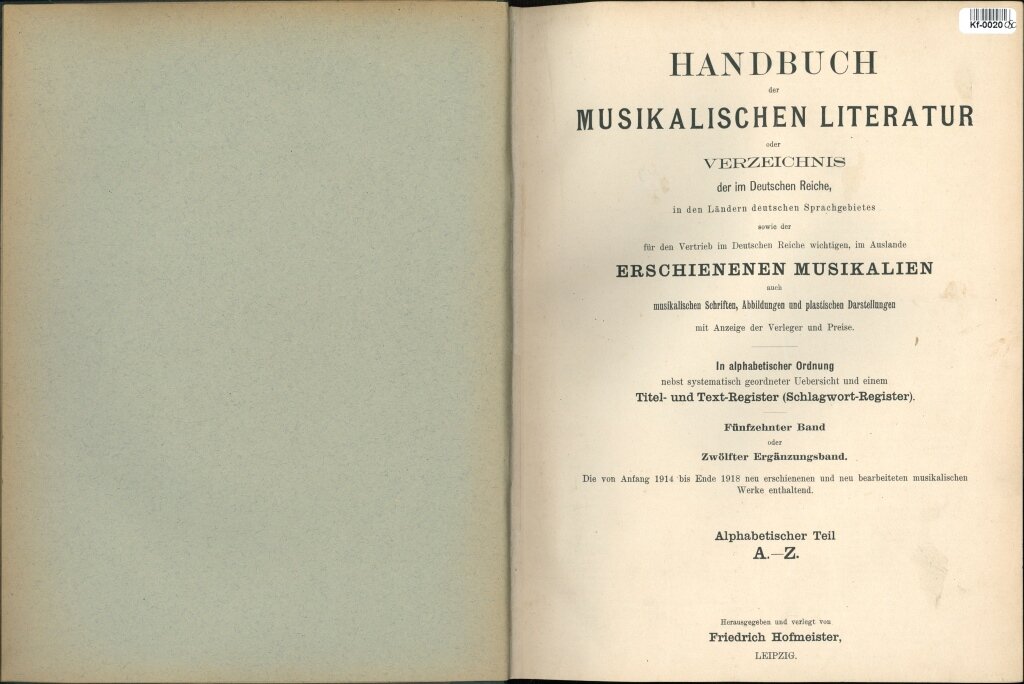 Kf-0020
HANDBUCH
der
MUSIKALISCHEN LITERATUR
oder
VERZEICHNIS
der im Deutschen Reiche,
in den Ländern deutschen Sprachgebietes
sowie der
für den Vertrieb im Deutschen Reiche wichtigen, im Auslande
ERSCHIENENEN MUSIKALIEN
auch
musikalischen Schriften, Abbildungen und plastischen Darstellungen
mit Anzeige der Verleger und Preise.
In alphabetischer Ordnung
nebst systematisch geordneter Uebersicht und einem
Titel- und Text-Register (Schlagwort-Register).
Fünfzehnter Band
oder
Zwölfter Ergänzungsband.
Die von Anfang 1914 bis Ende 1918 neu erschienenen und neu bearbeiteten musikalischen
Werke enthaltend.
Alphabetischer Teil
A.—Z.
Herausgegeben und verlegt von
Friedrich Hofmeister,
LEIPZIG.